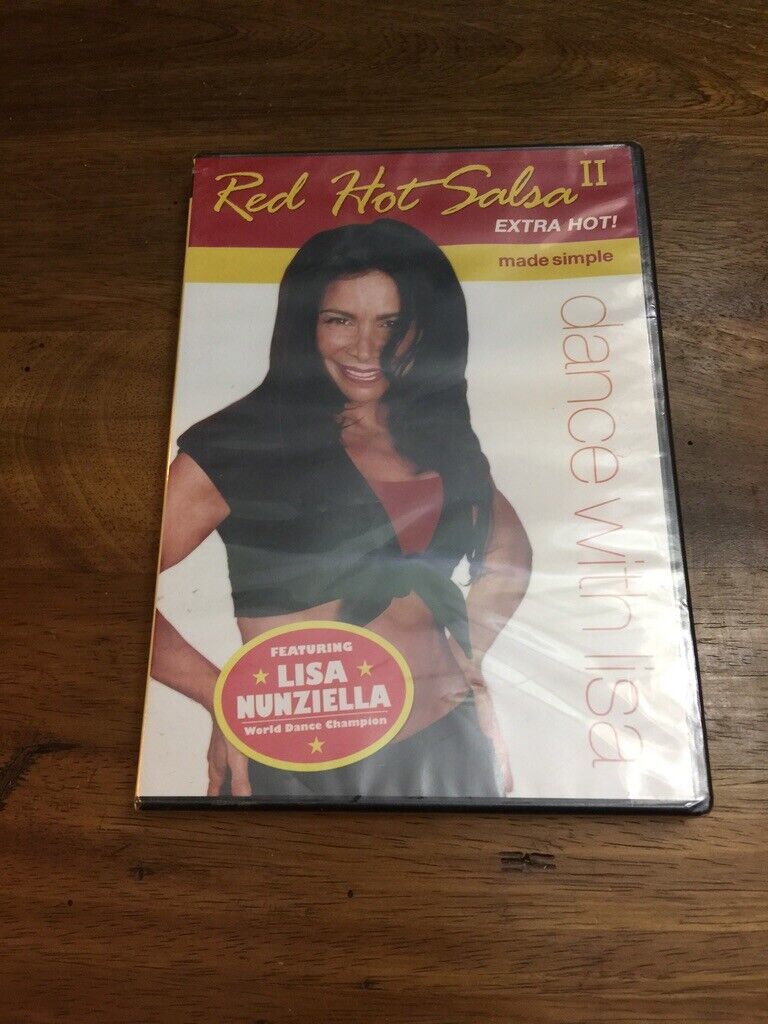 Red Hot Salsa II
EXTRA HOT!
made simple
dance with lisa
FEATURING
LISA
NUNZIELLA
World Dance Champion